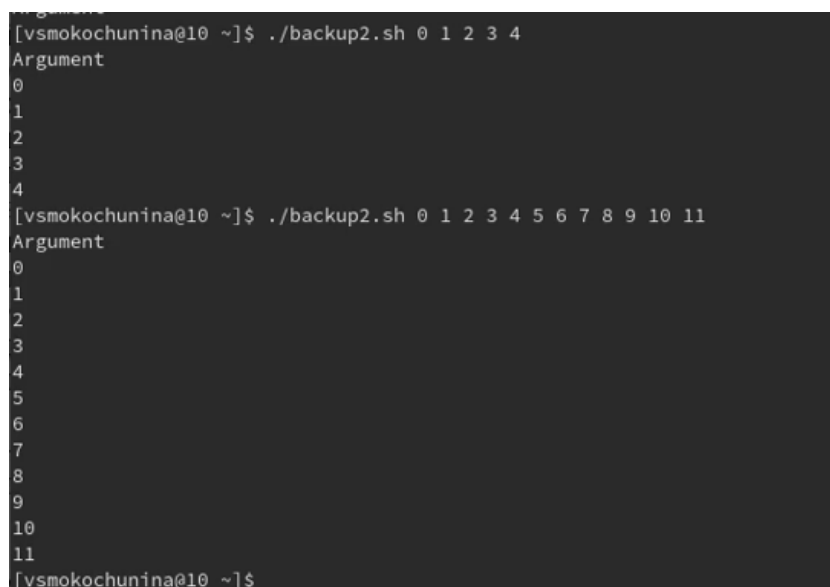 Argument
[vsmokochunina@10 ~]$ ./backup2.sh 0 1 2 3 4
Argument
0
1
2
3
4
[vsmokochunina@10 ~]$ ./backup2.sh 0 1 2 3 4 5 6 7 8 9 10 11
Argument
0
1
2
3
4
5
6
7
8
9
10
11
[vsmokochunina@10 ~]$